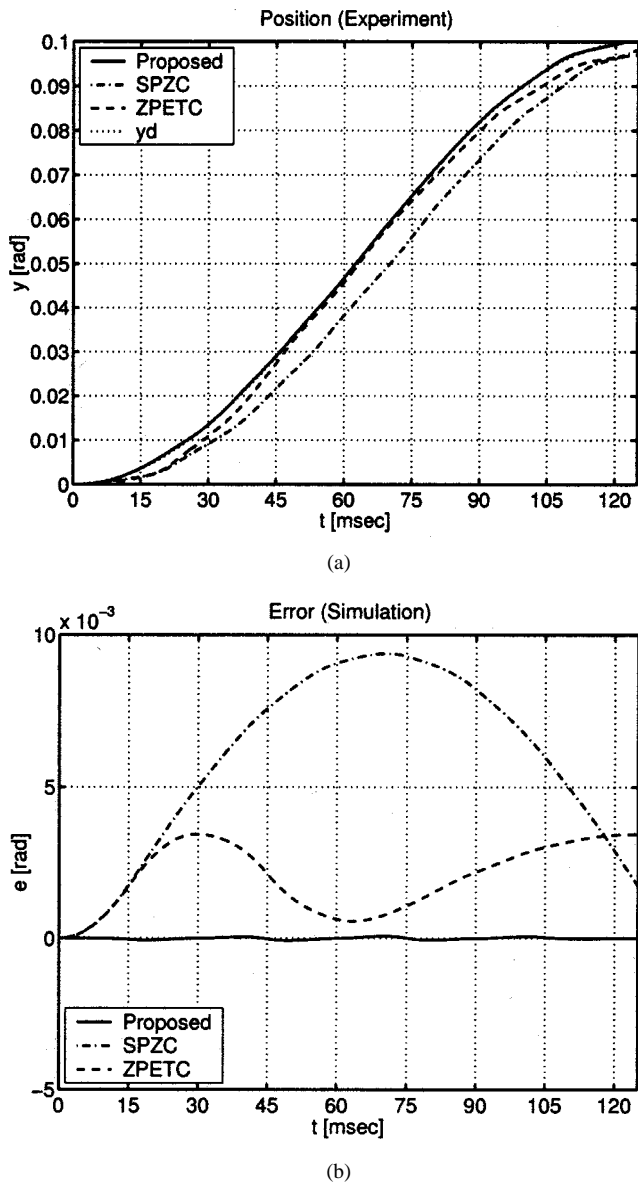 Position (Experiment)
0.1
0.09
0.08
0.07
0.06
0.05
0.04
0.03
0.02
0.01
0
y [rad]
Proposed
SPZC
ZPETC
yd
0 15 30 45 60 75 90 105 120
t [msec]
(a)
Error (Simulation)
× 10⁻³
10
5
0
−5
e [rad]
Proposed
SPZC
ZPETC
0 15 30 45 60 75 90 105 120
t [msec]
(b)